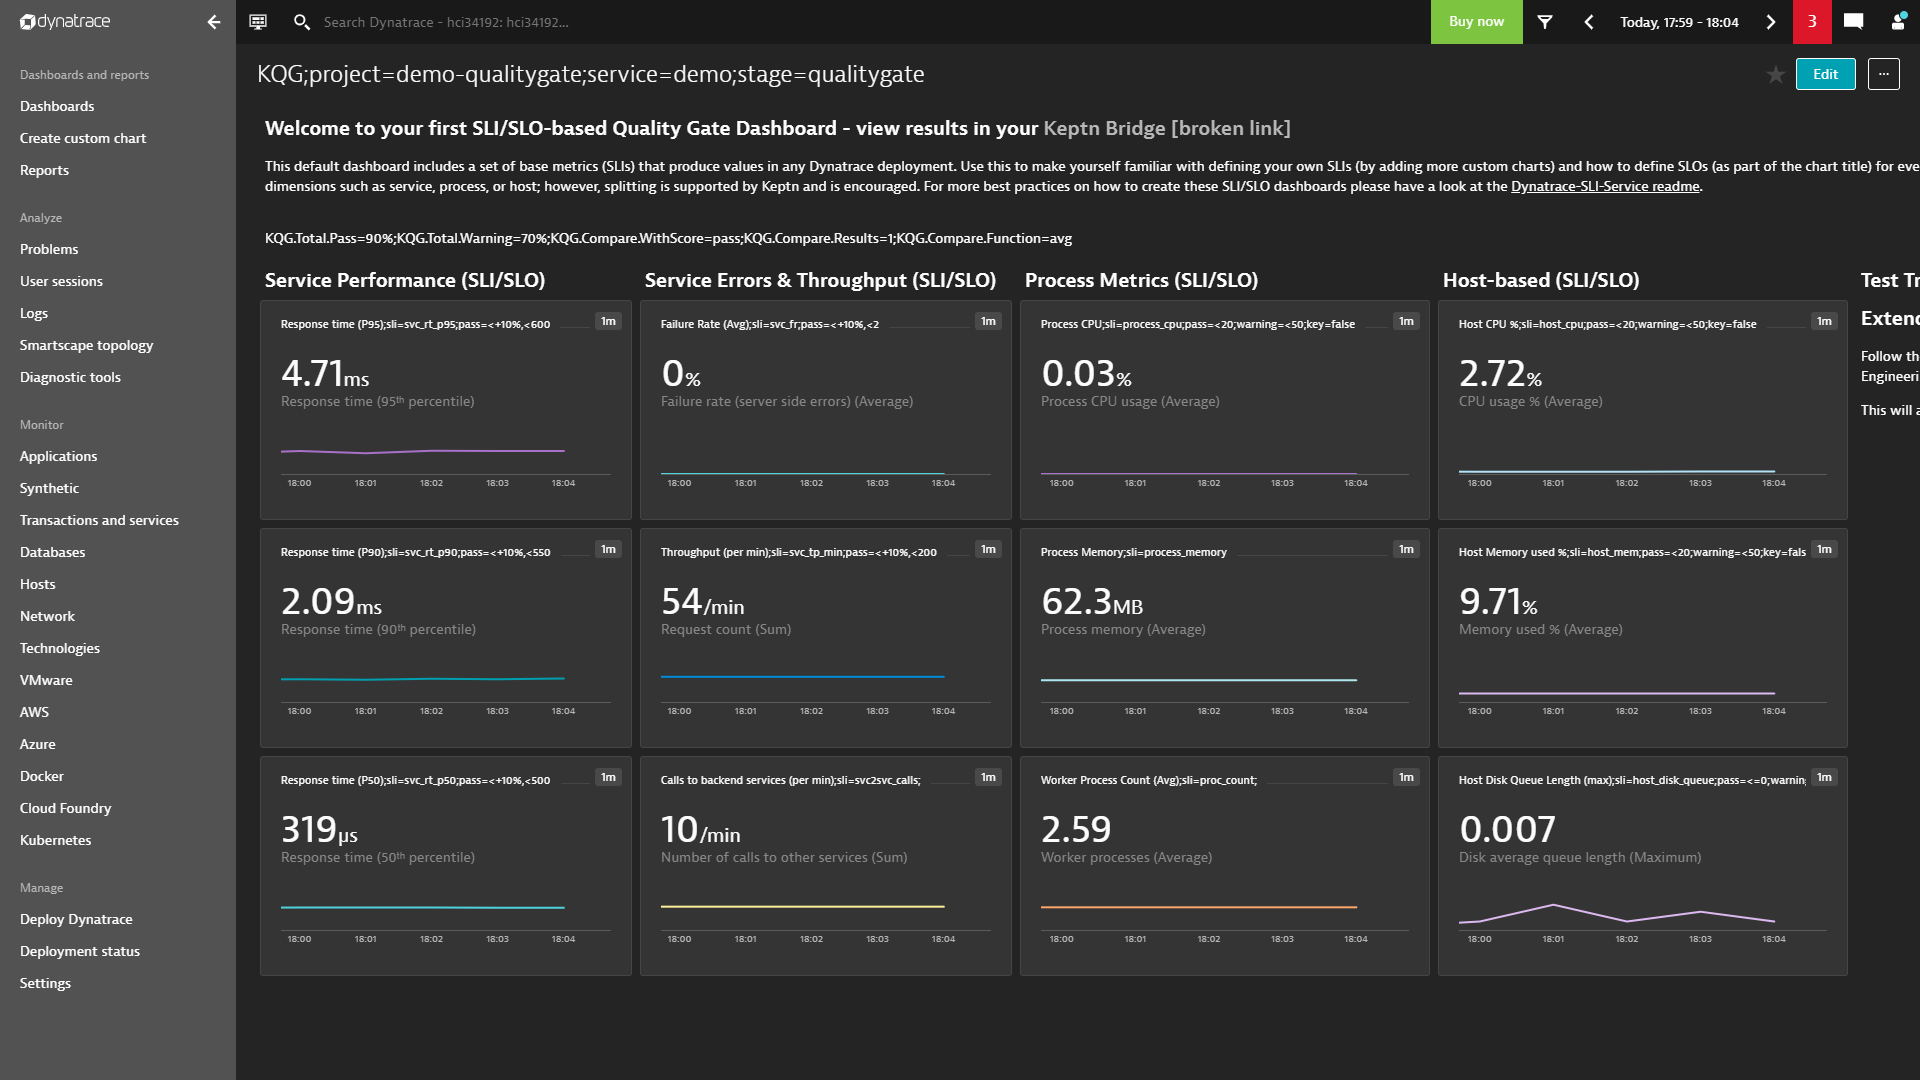 dynatrace
Search Dynatrace - hci34192: hci34192...
Buy now
Today, 17:59 - 18:04
3
Dashboards and reports
Dashboards
Create custom chart
Reports
Analyze
Problems
User sessions
Logs
Smartscape topology
Diagnostic tools
Monitor
Applications
Synthetic
Transactions and services
Databases
Hosts
Network
Technologies
VMware
AWS
Azure
Docker
Cloud Foundry
Kubernetes
Manage
Deploy Dynatrace
Deployment status
Settings
KQG;project=demo-qualitygate;service=demo;stage=qualitygate
Edit
...
Welcome to your first SLI/SLO-based Quality Gate Dashboard - view results in your Keptn Bridge [broken link]
This default dashboard includes a set of base metrics (SLIs) that produce values in any Dynatrace deployment. Use this to make yourself familiar with defining your own SLIs (by adding more custom charts) and how to define SLOs (as part of the chart title) for eve
dimensions such as service, process, or host; however, splitting is supported by Keptn and is encouraged. For more best practices on how to create these SLI/SLO dashboards please have a look at the Dynatrace-SLI-Service readme.
KQG.Total.Pass=90%;KQG.Total.Warning=70%;KQG.Compare.WithScore=pass;KQG.Compare.Results=1;KQG.Compare.Function=avg
Service Performance (SLI/SLO)
Response time (P95);sli=svc_rt_p95;pass=<+10%,<600
1m
4.71ms
Response time (95th percentile)
18:00 18:01 18:02 18:03 18:04
Response time (P90);sli=svc_rt_p90;pass=<+10%,<550
1m
2.09ms
Response time (90th percentile)
18:00 18:01 18:02 18:03 18:04
Response time (P50);sli=svc_rt_p50;pass=<+10%,<500
1m
319µs
Response time (50th percentile)
18:00 18:01 18:02 18:03 18:04
Service Errors & Throughput (SLI/SLO)
Failure Rate (Avg);sli=svc_fr;pass=<+10%,<2
1m
0%
Failure rate (server side errors) (Average)
18:00 18:01 18:02 18:03 18:04
Throughput (per min);sli=svc_tp_min;pass=<+10%,<200
1m
54/min
Request count (Sum)
18:00 18:01 18:02 18:03 18:04
Calls to backend services (per min);sli=svc2svc_calls;
1m
10/min
Number of calls to other services (Sum)
18:00 18:01 18:02 18:03 18:04
Process Metrics (SLI/SLO)
Process CPU;sli=process_cpu;pass=<20;warning=<50;key=false
1m
0.03%
Process CPU usage (Average)
18:00 18:01 18:02 18:03 18:04
Process Memory;sli=process_memory
1m
62.3MB
Process memory (Average)
18:00 18:01 18:02 18:03 18:04
Worker Process Count (Avg);sli=proc_count;
1m
2.59
Worker processes (Average)
18:00 18:01 18:02 18:03 18:04
Host-based (SLI/SLO)
Host CPU %;sli=host_cpu;pass=<20;warning=<50;key=false
1m
2.72%
CPU usage % (Average)
18:00 18:01 18:02 18:03 18:04
Host Memory used %;sli=host_mem;pass=<20;warning=<50;key=fals
1m
9.71%
Memory used % (Average)
18:00 18:01 18:02 18:03 18:04
Host Disk Queue Length (max);sli=host_disk_queue;pass=<=0;warning
1m
0.007
Disk average queue length (Maximum)
18:00 18:01 18:02 18:03 18:04
Test Tr
Extend
Follow th
Engineeri
This will a